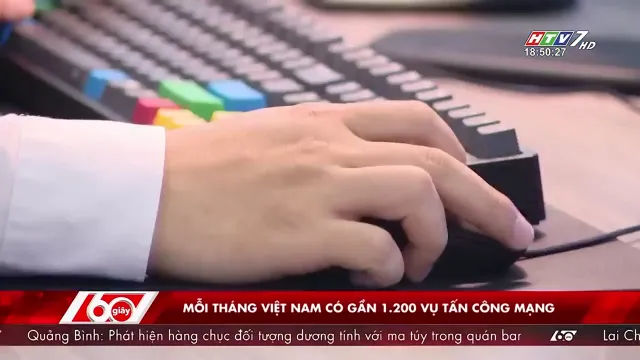 HTV7 HD
18:50:27
60 giây
MỖI THÁNG VIỆT NAM CÓ GẦN 1.200 VỤ TẤN CÔNG MẠNG
Quảng Bình: Phát hiện hàng chục đối tượng dương tính với ma túy trong quán bar 60 Lai Ch